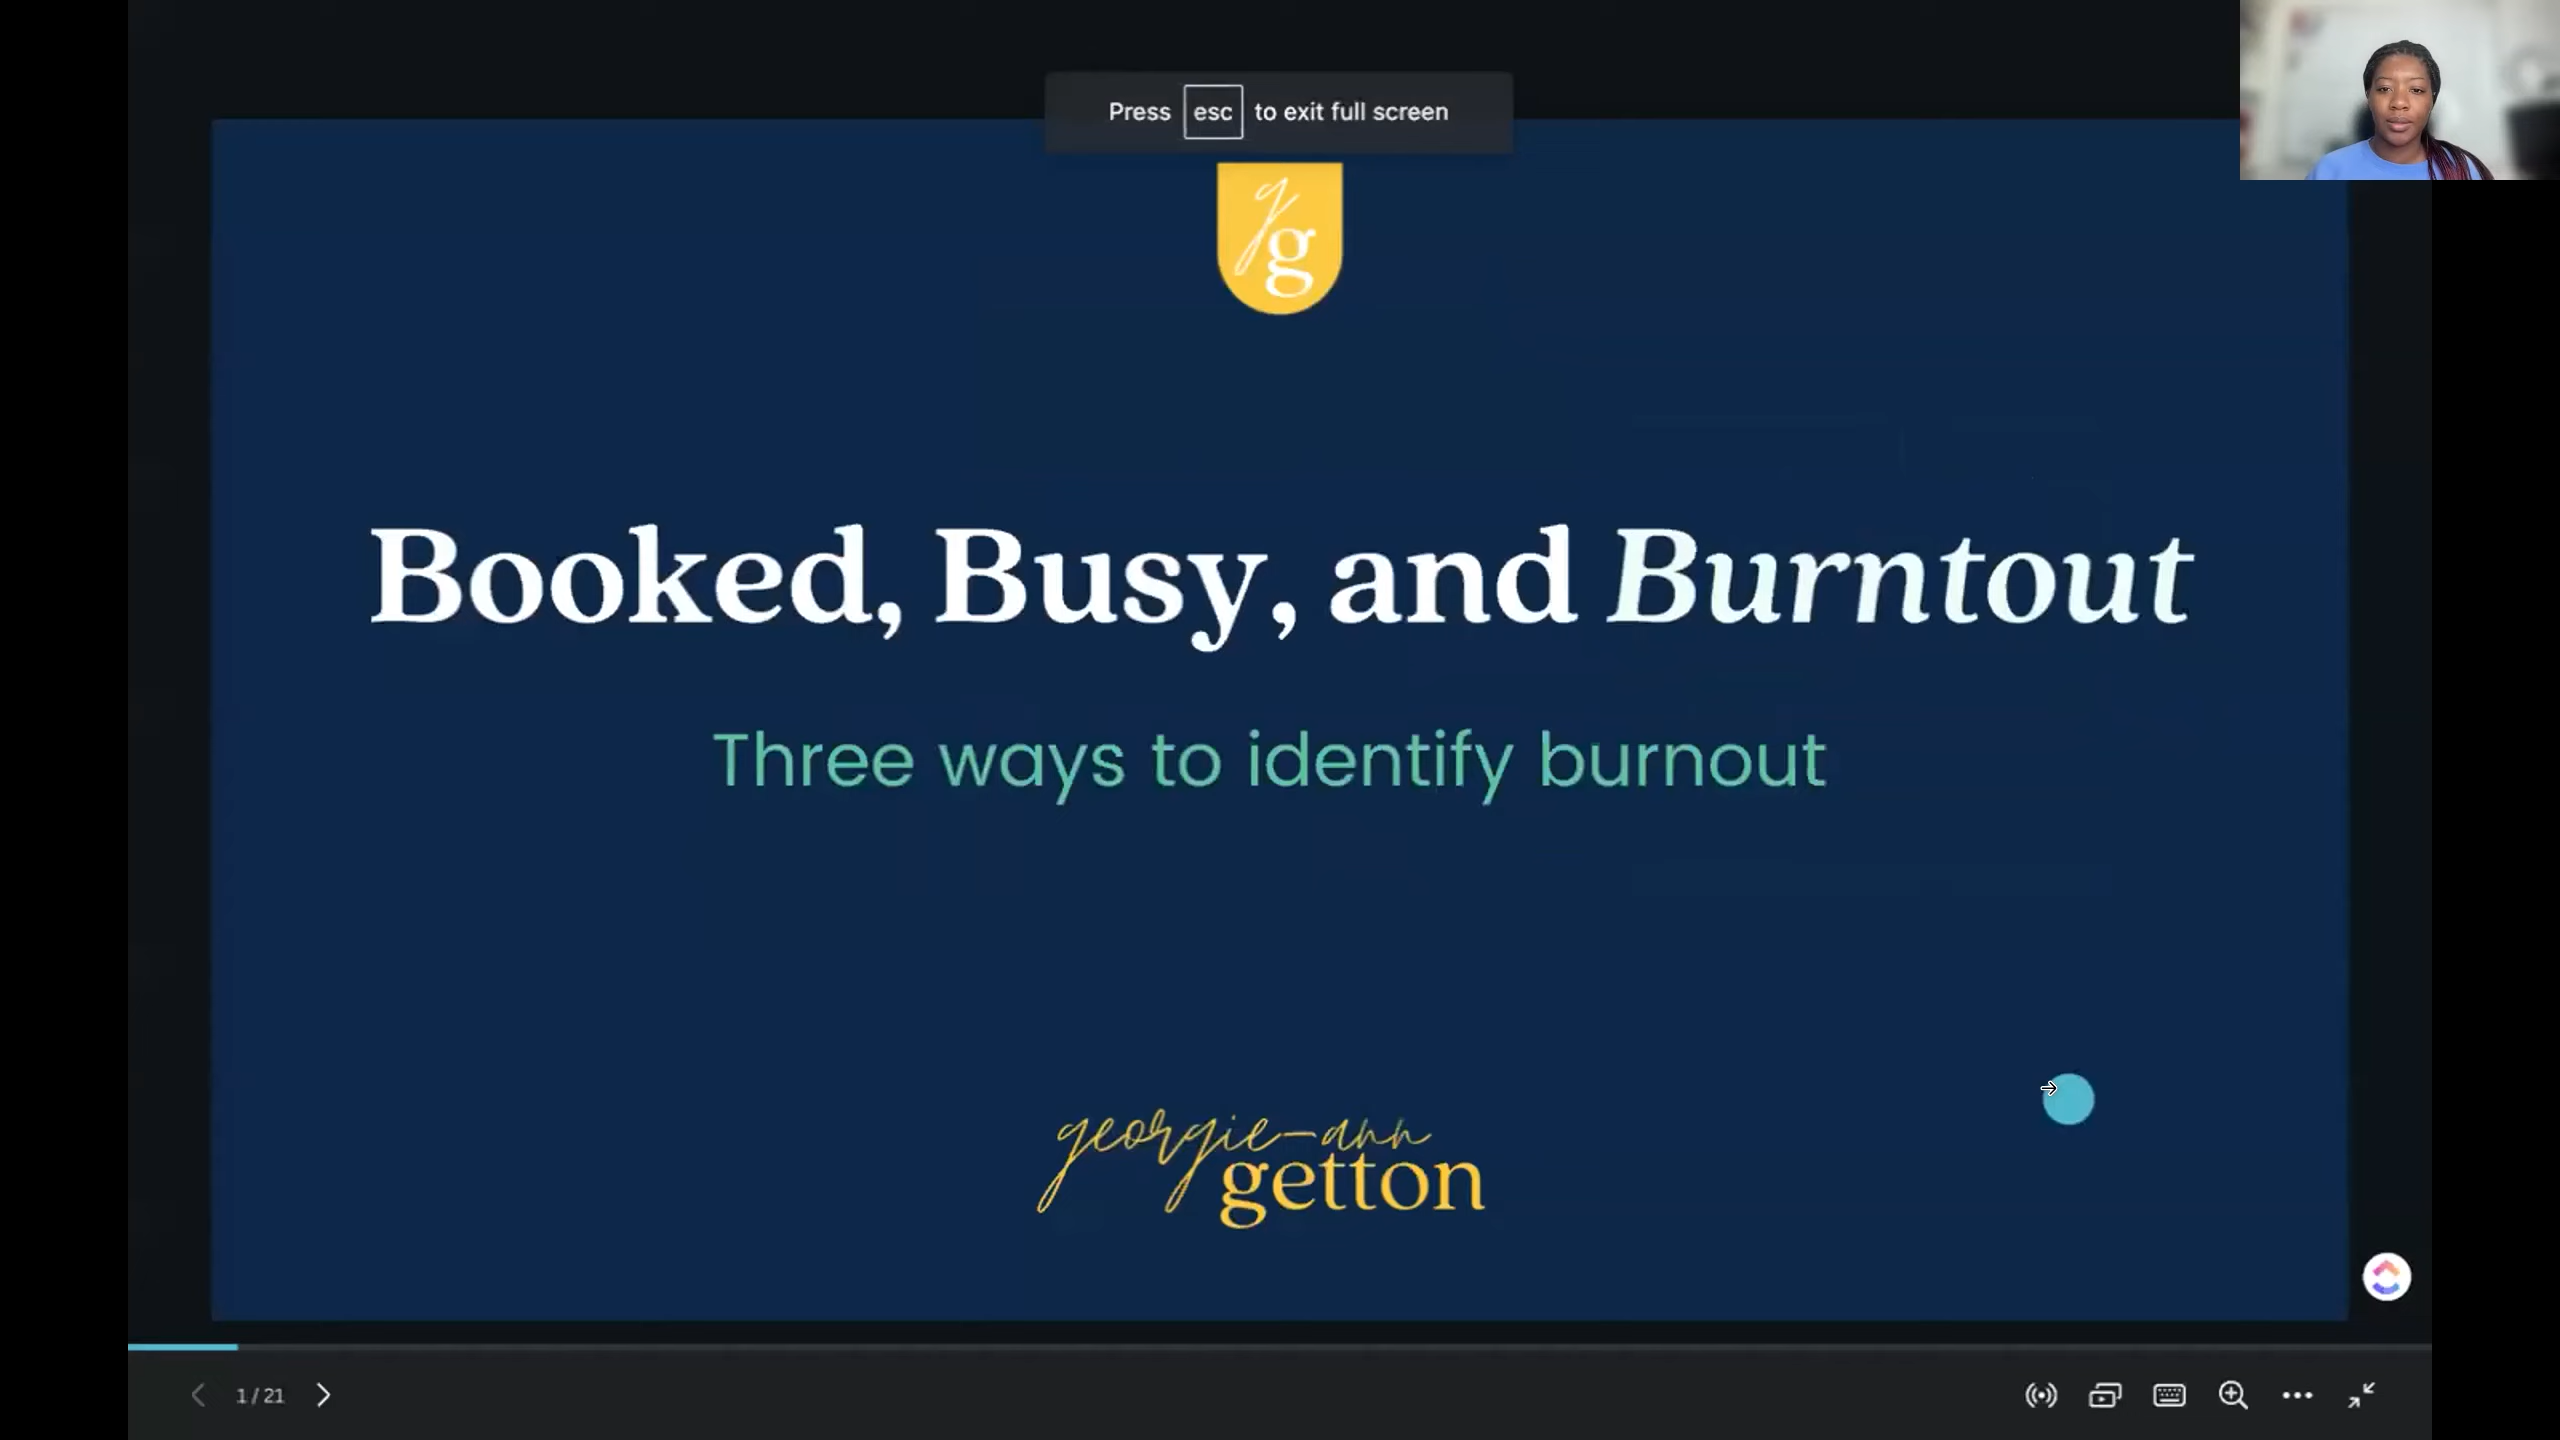 Press esc to exit full screen
gg
Booked, Busy, and Burntout
Three ways to identify burnout
georgie-ann
getton
1 / 21